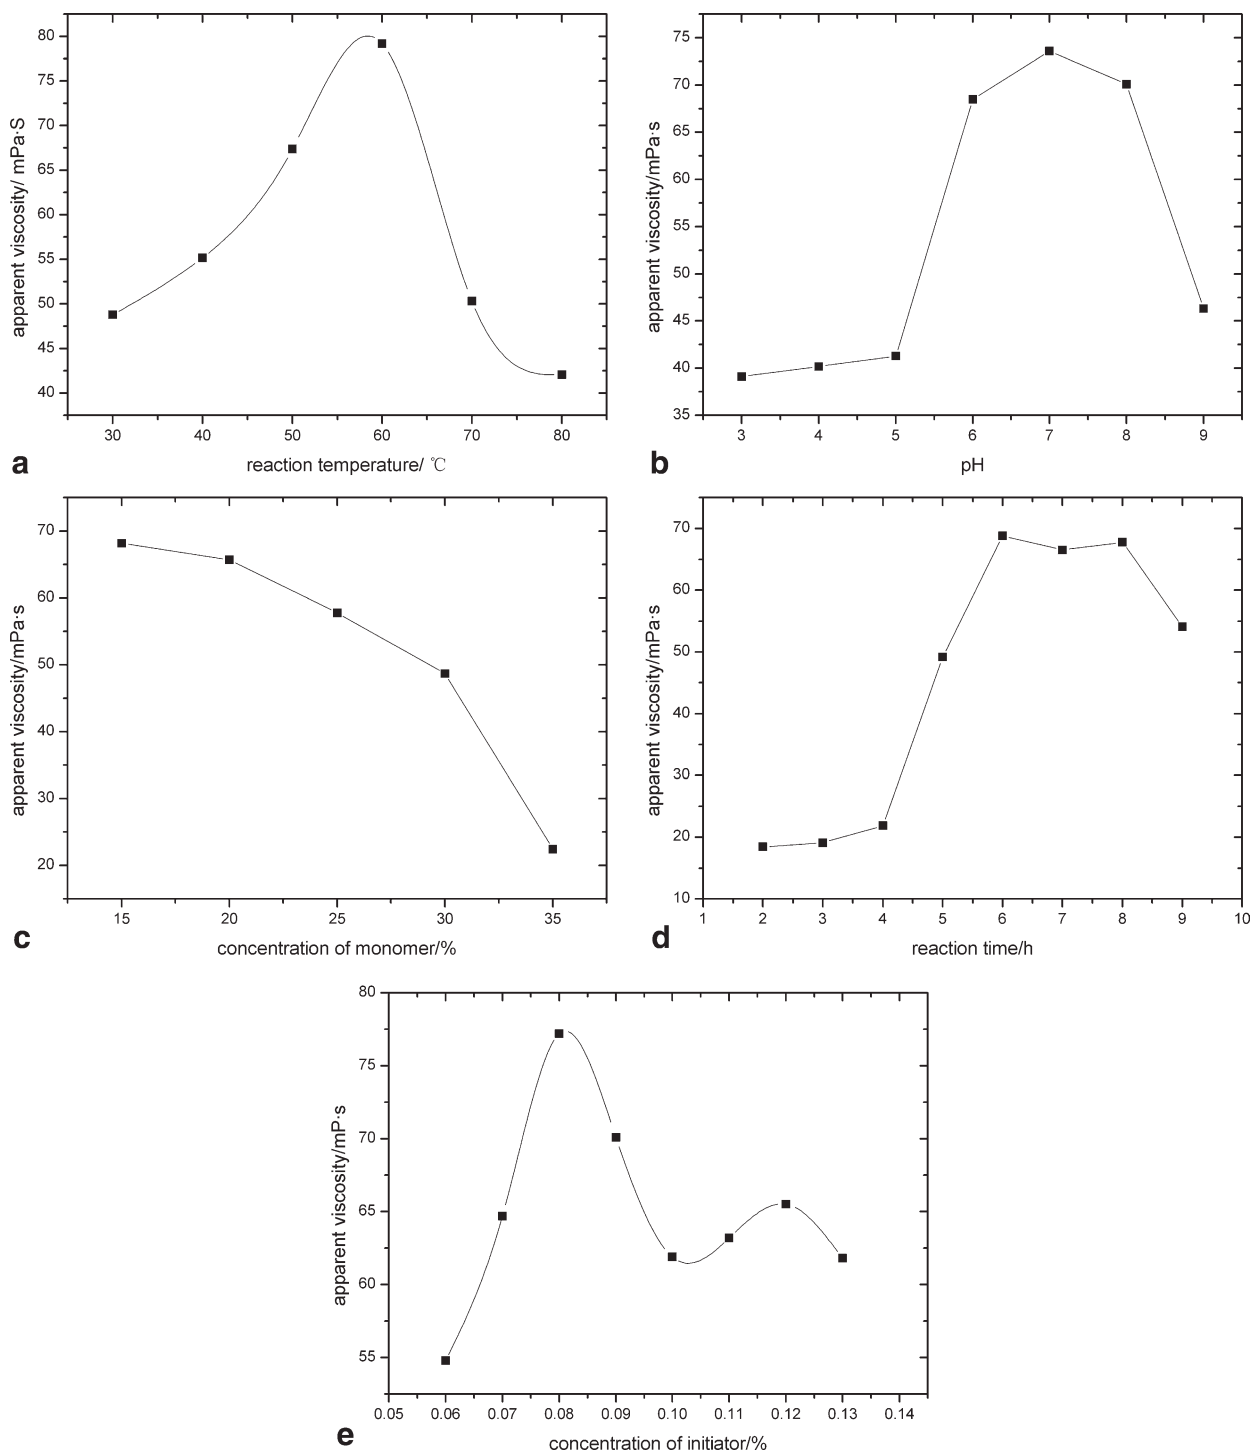 80
75
70
65
60
55
50
45
40
apparent viscosity/ mPa·S
30 40 50 60 70 80
a
reaction temperature/ ℃
75
70
65
60
55
50
45
40
35
apparent viscosity/mPa·s
3 4 5 6 7 8 9
b
pH
70
60
50
40
30
20
apparent viscosity/mPa·s
15 20 25 30 35
c
concentration of monomer/%
70
60
50
40
30
20
10
apparent viscosity/mPa·s
1 2 3 4 5 6 7 8 9 10
d
reaction time/h
80
75
70
65
60
55
apparent viscosity/mP·s
0.05 0.06 0.07 0.08 0.09 0.10 0.11 0.12 0.13 0.14
e
concentration of initiator/%